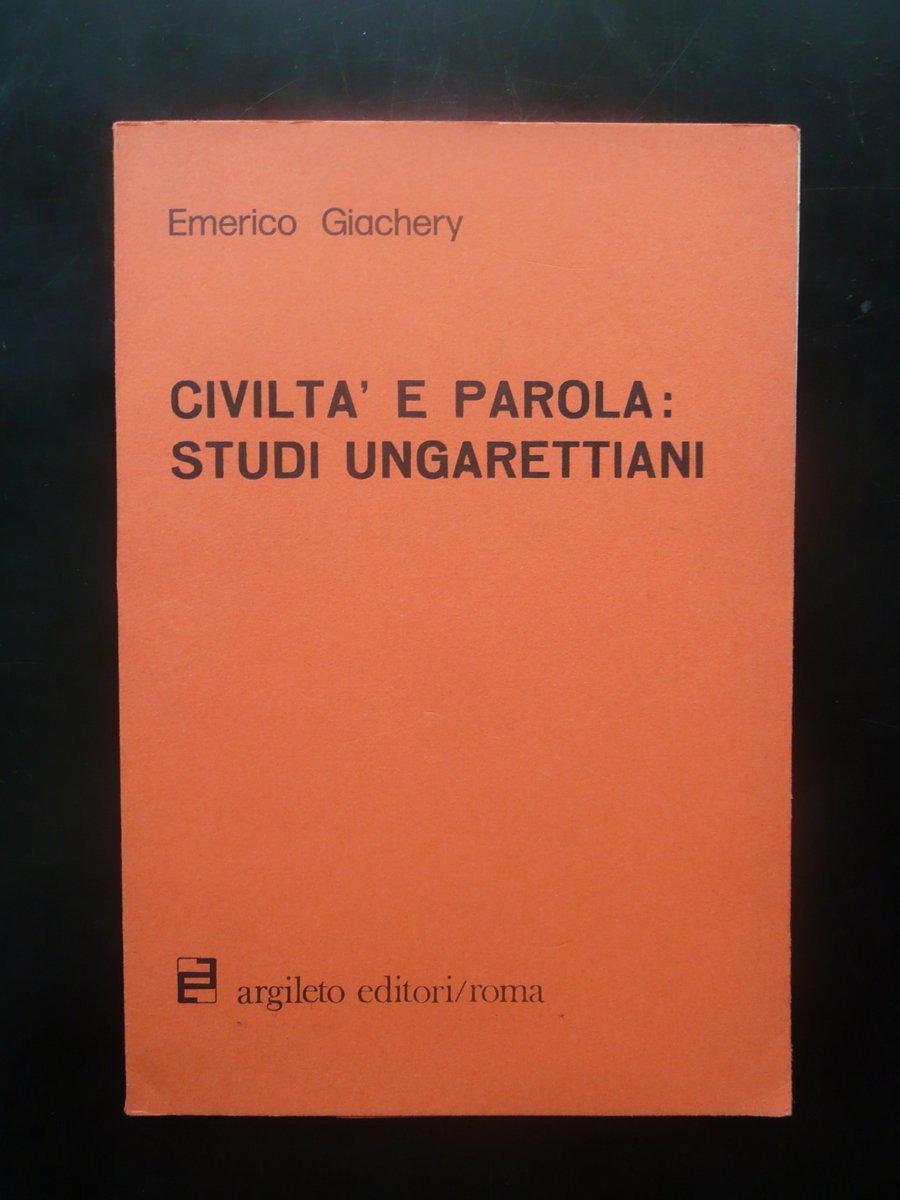 Emerico Giachery
CIVILTA' E PAROLA:
STUDI UNGARETTIANI
argileto editori/roma